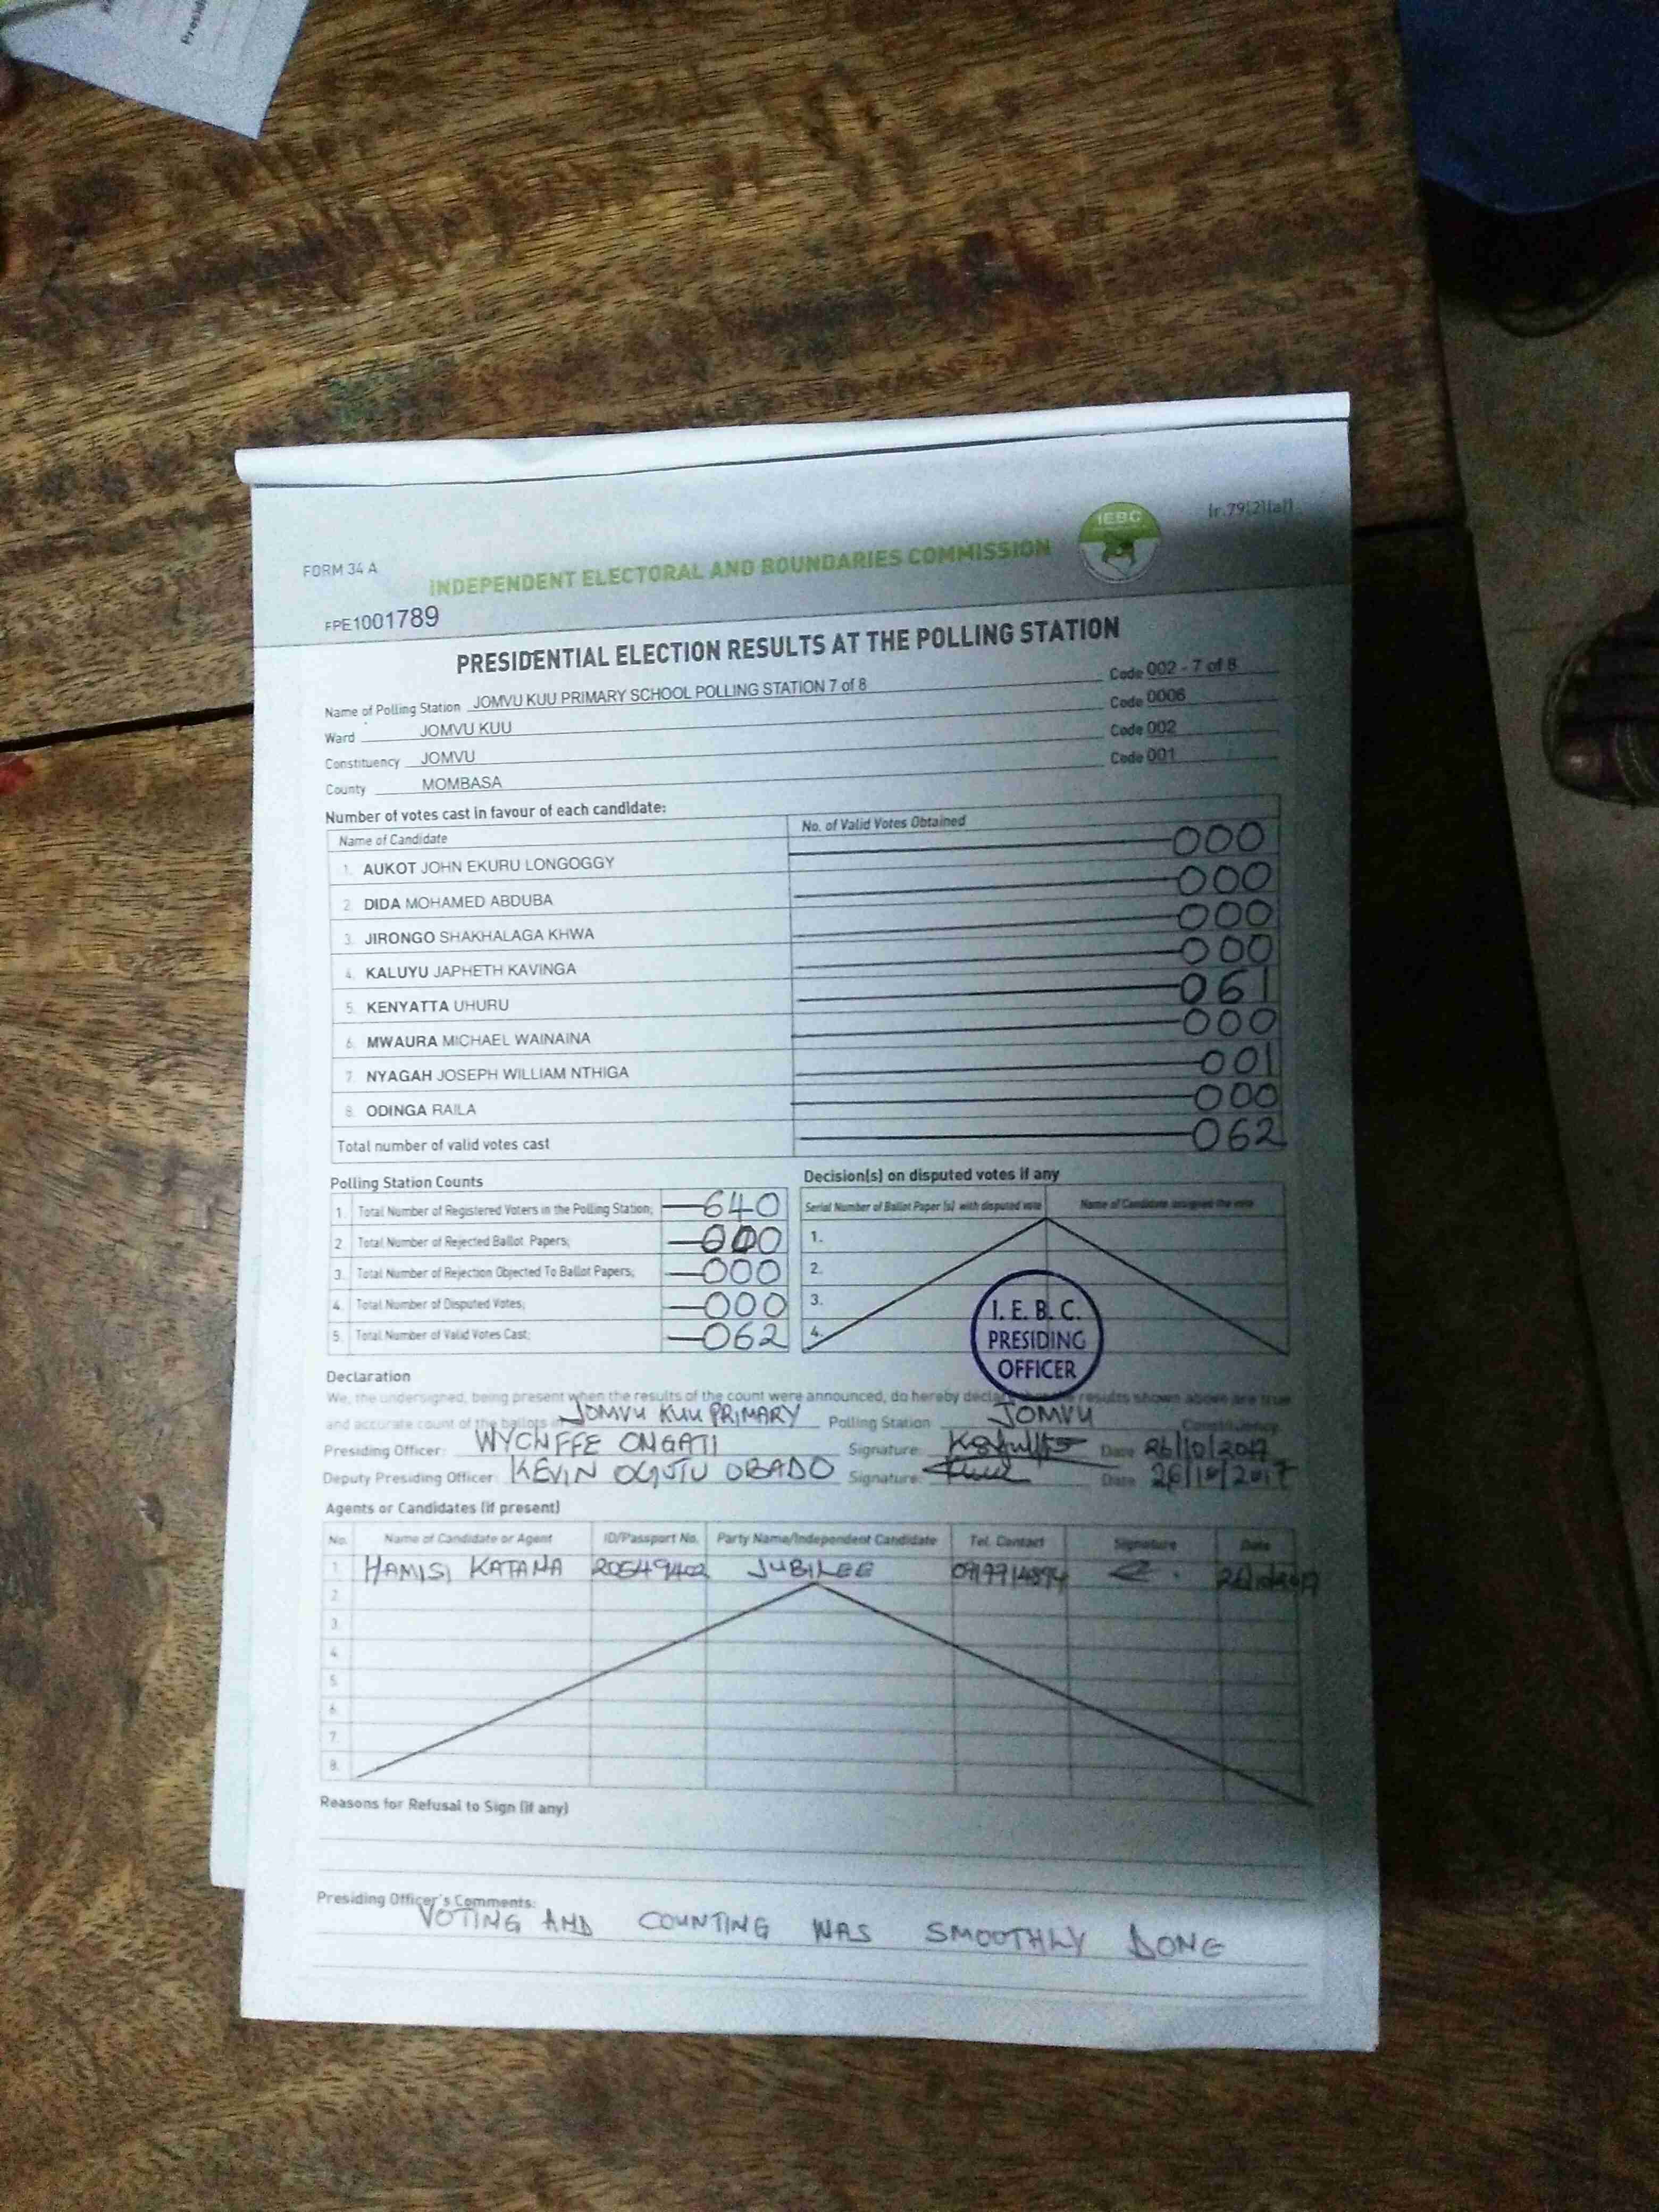 Presid
FORM 34 A
INDEPENDENT ELECTORAL AND BOUNDARIES COMMISSION
IEBC
(r.79(2)(a))
FPE1001789
PRESIDENTIAL ELECTION RESULTS AT THE POLLING STATION
Name of Polling Station JOMVU KUU PRIMARY SCHOOL POLLING STATION 7 of 8 Code 002 - 7 of 8
Ward JOMVU KUU Code 0006
Constituency JOMVU Code 002
County MOMBASA Code 001
Number of votes cast in favour of each candidate:
Name of Candidate No. of Valid Votes Obtained
1. AUKOT JOHN EKURU LONGOGGY 000
2. DIDA MOHAMED ABDUBA 000
3. JIRONGO SHAKHALAGA KHWA 000
4. KALUYU JAPHETH KAVINGA 000
5. KENYATTA UHURU 061
6. MWAURA MICHAEL WAINAINA 000
7. NYAGAH JOSEPH WILLIAM NTHIGA 001
8. ODINGA RAILA 000
Total number of valid votes cast 062
Polling Station Counts
1. Total Number of Registered Voters in the Polling Station; 640
2. Total Number of Rejected Ballot Papers; 000
3. Total Number of Rejection Objected To Ballot Papers; 000
4. Total Number of Disputed Votes; 000
5. Total Number of Valid Votes Cast; 062
Decision(s) on disputed votes if any
Serial Number of Ballot Paper (s) with disputed vote Name of Candidate assigned the vote
1.
2.
3.
4.
I. E. B. C.
PRESIDING
OFFICER
Declaration
We, the undersigned, being present when the results of the count were announced, do hereby declare that the results shown above are true
and accurate count of the ballots in JOMVU KUU PRIMARY Polling Station JOMVU Constituency
Presiding Officer: WYCLIFFE ONGATI Signature: Date 26/10/2017
Deputy Presiding Officer: KEVIN OGUTU OBADO Signature: Date 26/10/2017
Agents or Candidates (if present)
No. Name of Candidate or Agent ID/Passport No. Party Name/Independent Candidate Tel. Contact Signature Date
1. HAMISI KATANA 20549402 JUBILEE
2.
3.
4.
5.
6.
7.
8.
Reasons for Refusal to Sign (if any)
Presiding Officer's Comments:
VOTING AND COUNTING WAS SMOOTHLY DONE